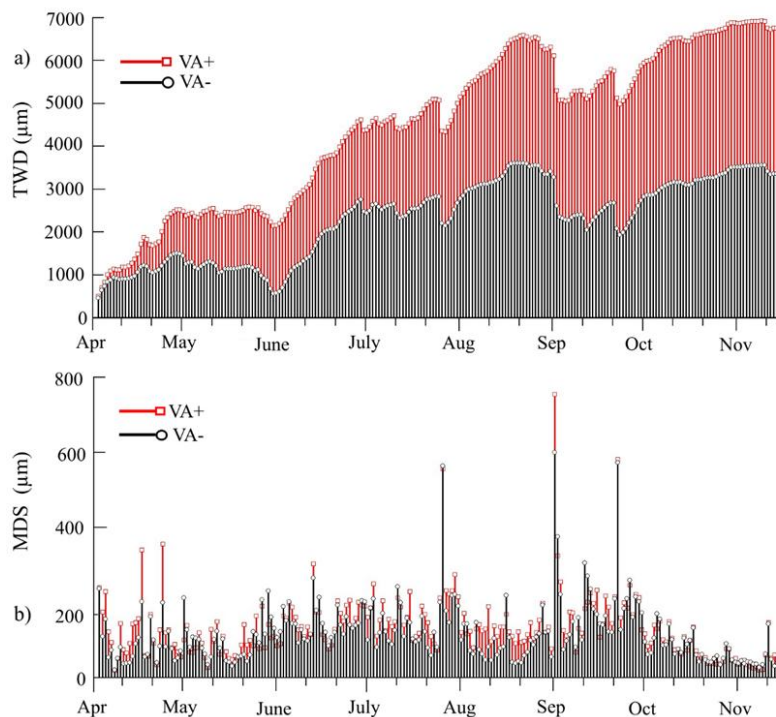 a)
TWD (µm)
7000
6000
5000
4000
3000
2000
1000
0
VA+
VA-
Apr May June July Aug Sep Oct Nov
b)
MDS (µm)
800
600
400
200
0
VA+
VA-
Apr May June July Aug Sep Oct Nov